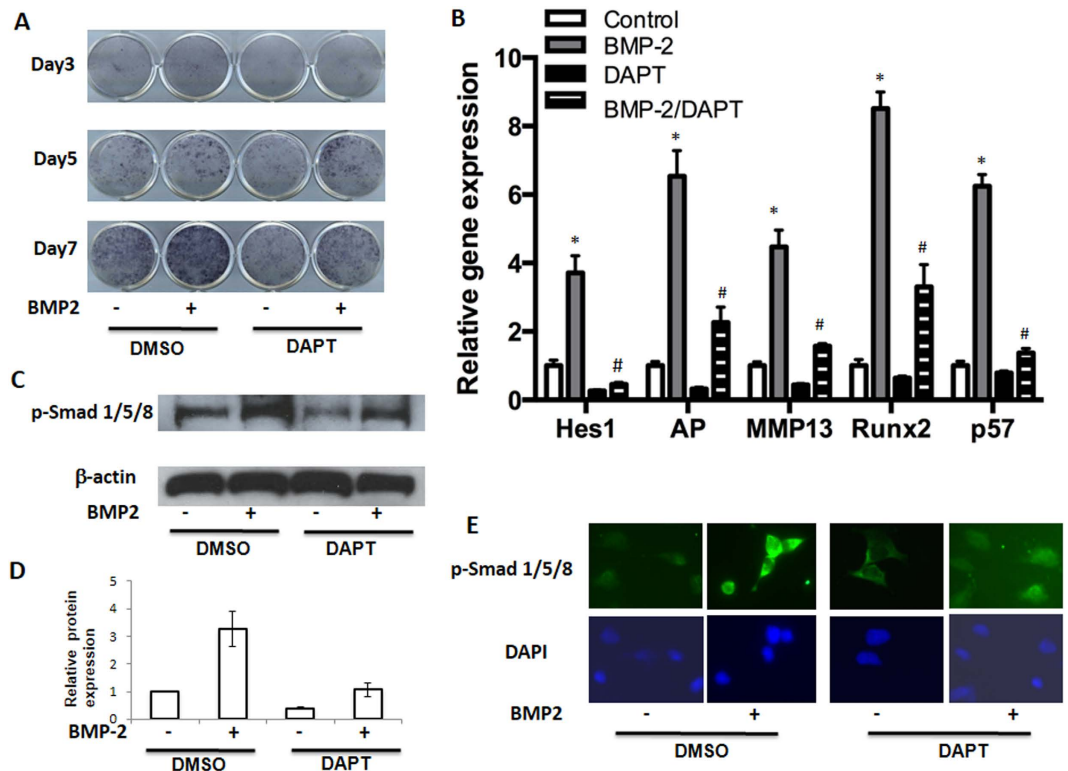 A
Day3
Day5
Day7
BMP2 - + - +
DMSO DAPT
B
Control
BMP-2
DAPT
BMP-2/DAPT
Relative gene expression
10
8
6
4
2
0
* * * * *
# # # # #
Hes1 AP MMP13 Runx2 p57
C
p-Smad 1/5/8
β-actin
BMP2 - + - +
DMSO DAPT
D
Relative protein
expression
5
4
3
2
1
0
BMP-2 - + - +
DMSO DAPT
E
p-Smad 1/5/8
DAPI
BMP2 - + - +
DMSO DAPT